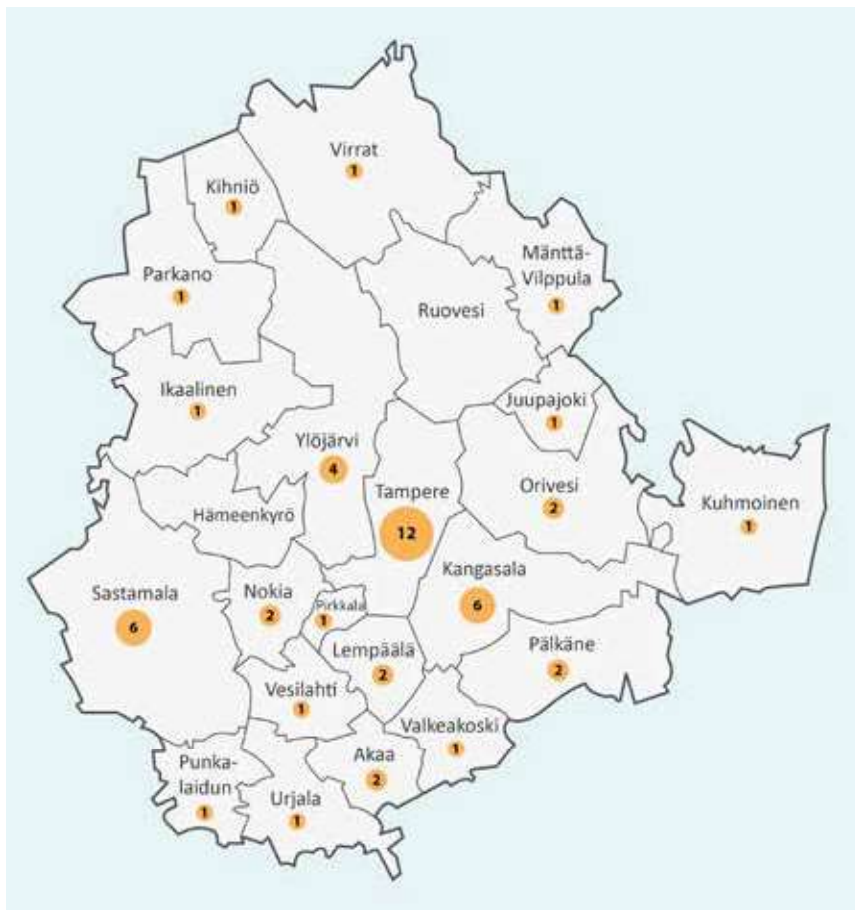 Virrat
1
Kihniö
1
Mänttä-
Vilppula
1
Parkano
1
Ruovesi
Ikaalinen
1
Juupajoki
1
Ylöjärvi
4
Tampere
12
Orivesi
2
Kuhmoinen
1
Hämeenkyrö
Kangasala
6
Sastamala
6
Nokia
2
Pirkkala
1
Lempäälä
2
Pälkäne
2
Vesilahti
1
Valkeakoski
1
Akaa
2
Punka-
laidun
1
Urjala
1